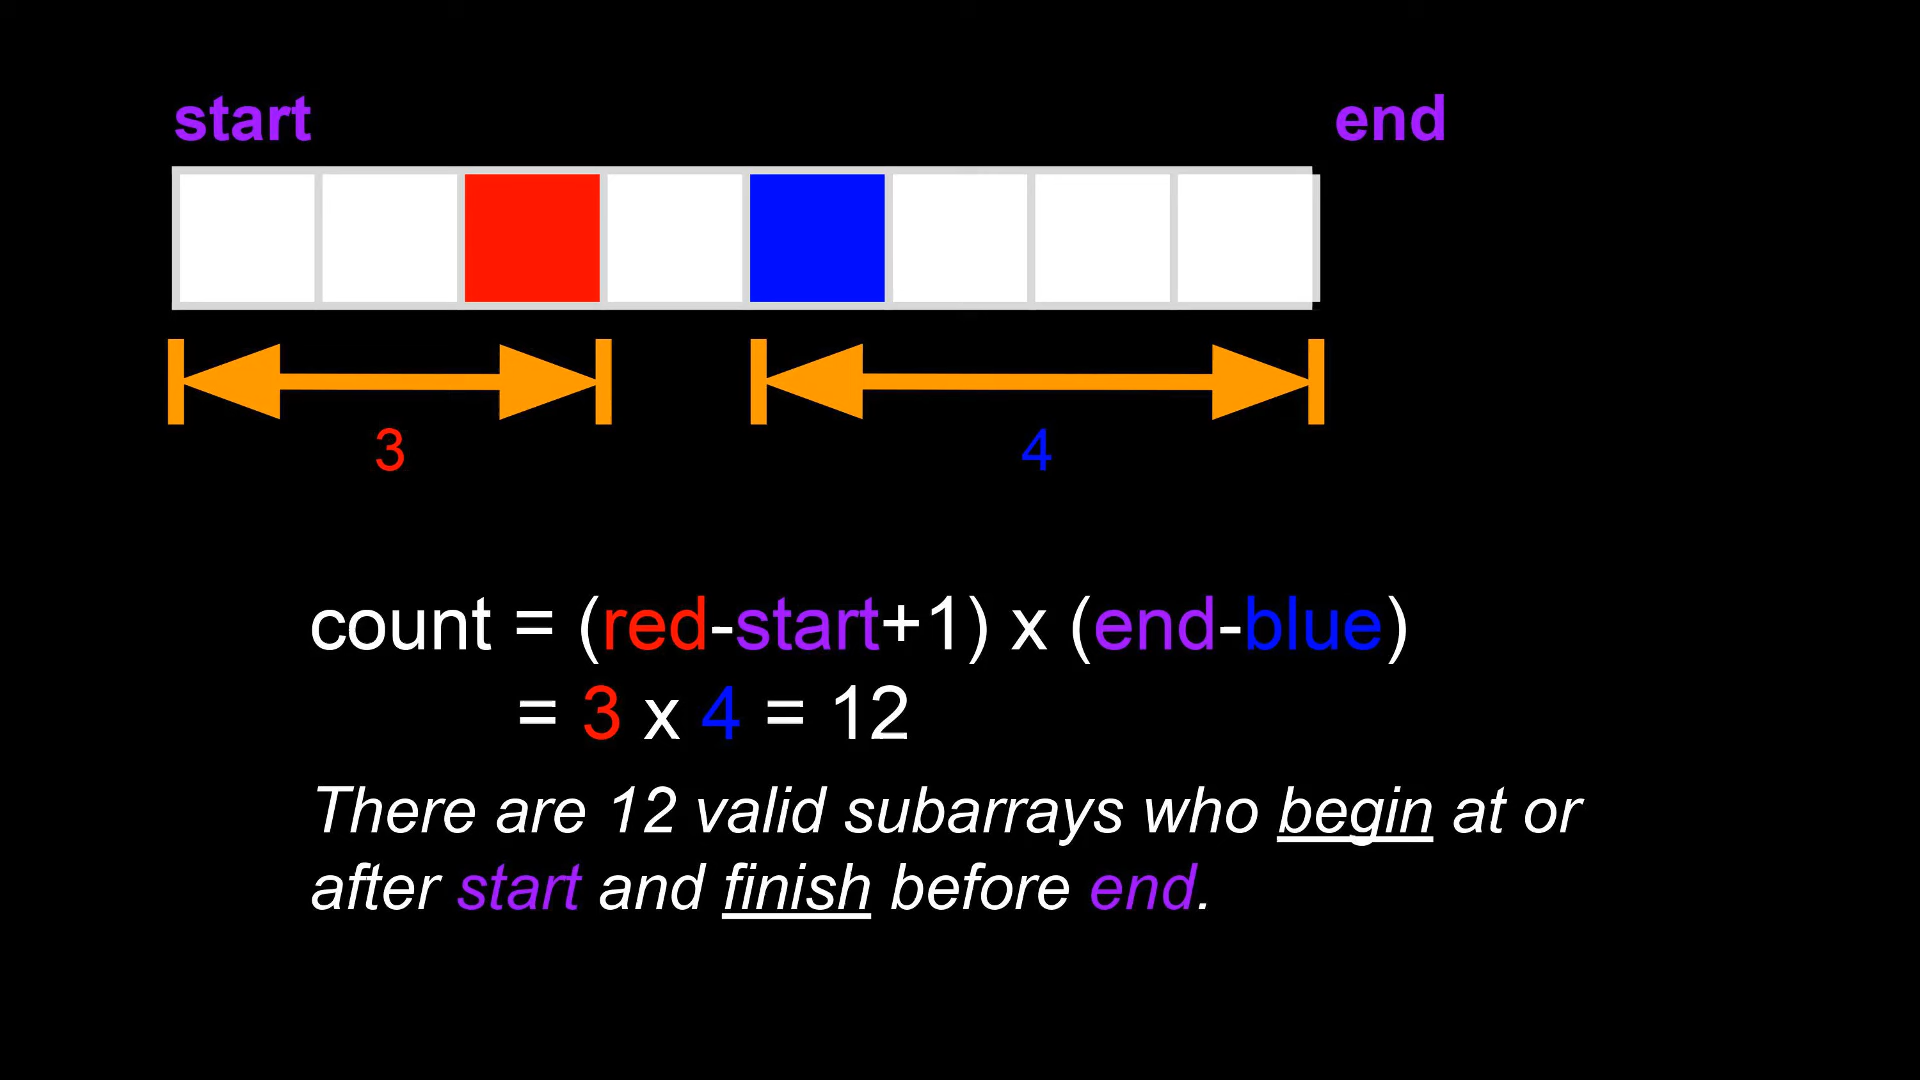 start end
3 4
count = (red-start+1) x (end-blue)
= 3 x 4 = 12
There are 12 valid subarrays who begin at or
after start and finish before end.